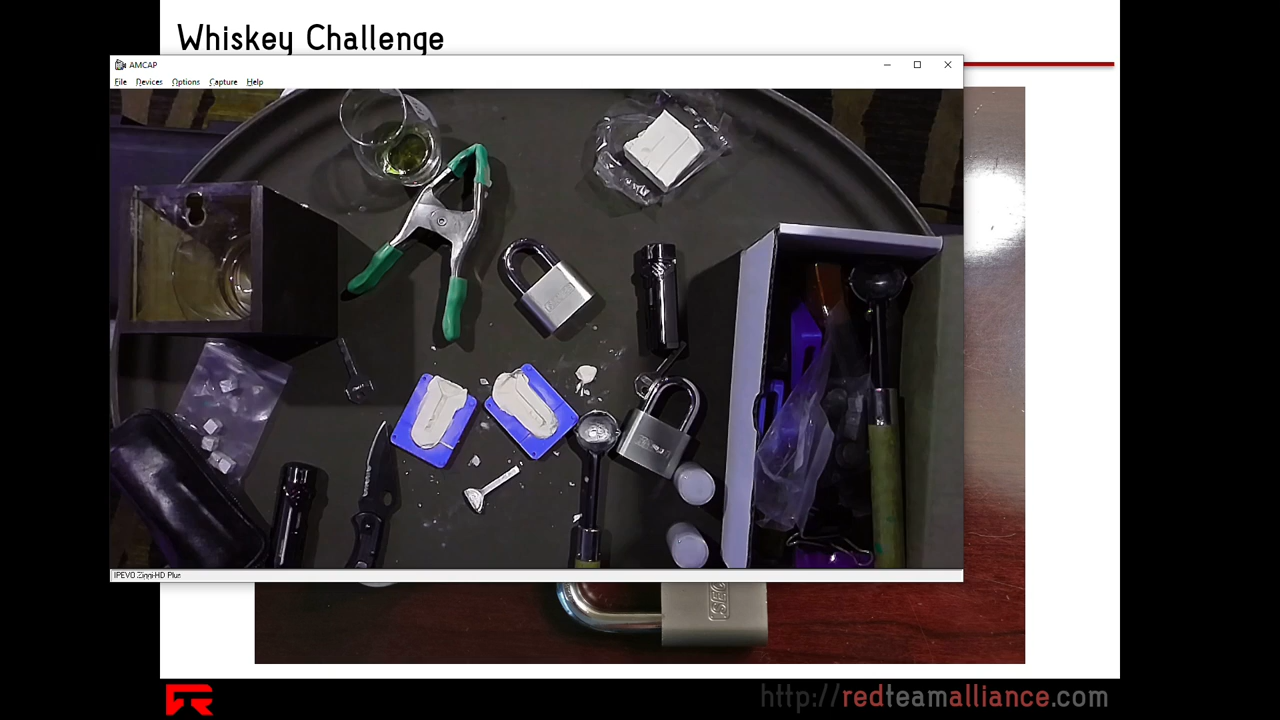 Whiskey Challenge
AMCAP
File Devices Options Capture Help
IPEVO Ziggi-HD Plus
http://redteamalliance.com